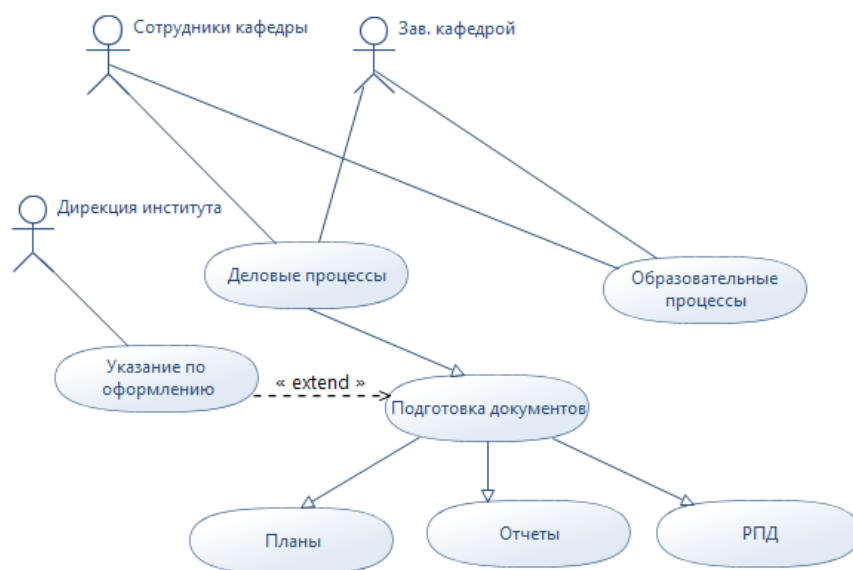 Сотрудники кафедры
Зав. кафедрой
Дирекция института
Деловые процессы
Образовательные
процессы
Указание по
оформлению
« extend »
Подготовка документов
Планы
Отчеты
РПД